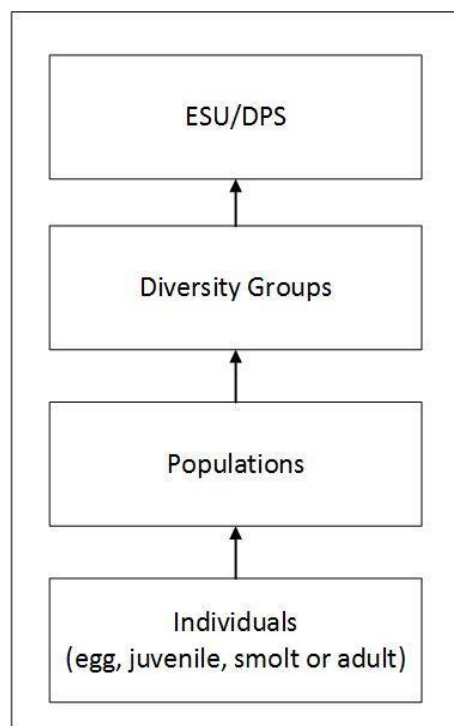 ESU/DPS
Diversity Groups
Populations
Individuals
(egg, juvenile, smolt or adult)